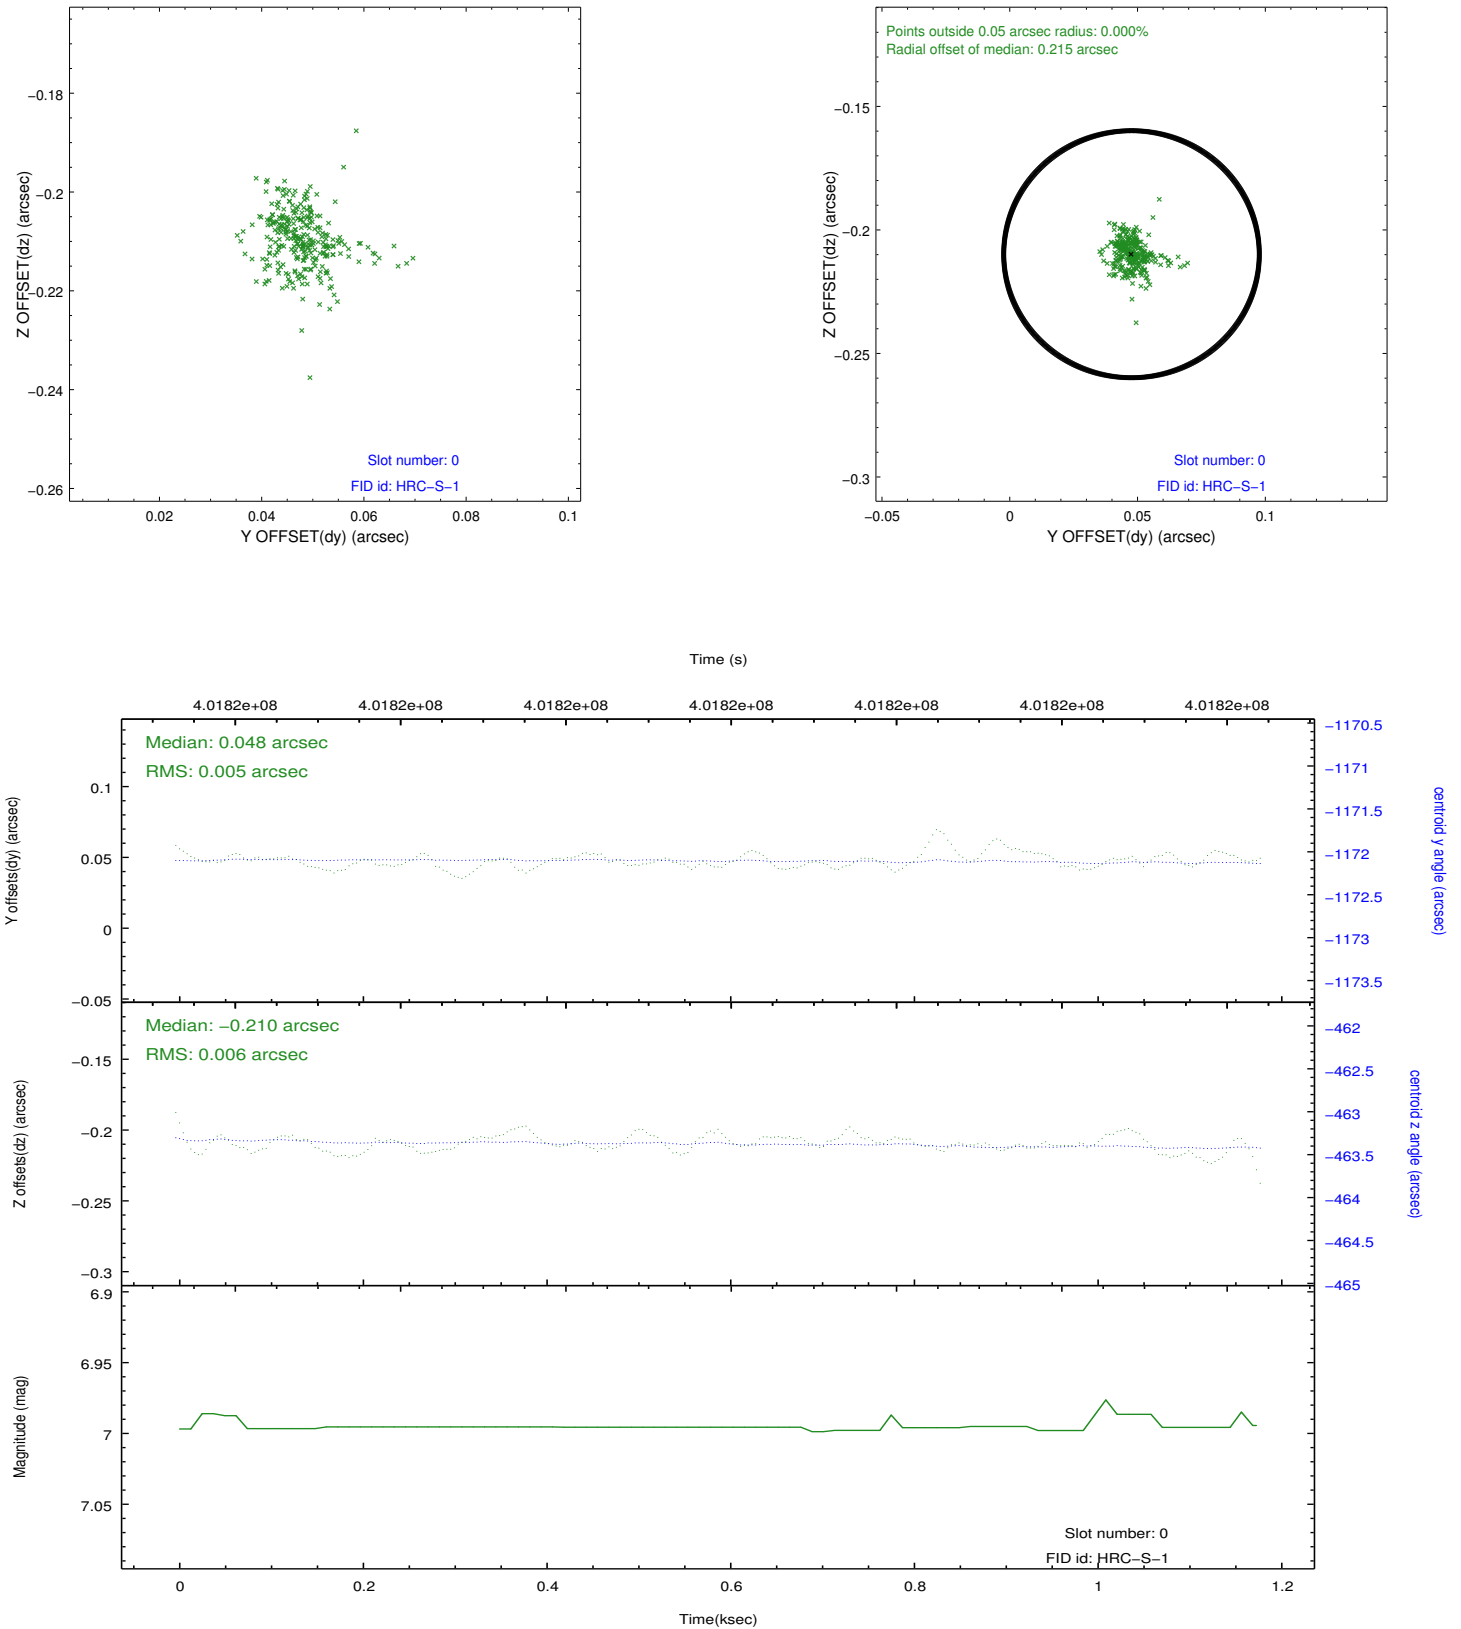 −0.18
−0.2
−0.22
−0.24
−0.26
Z OFFSET(dz) (arcsec)
Slot number: 0
FID id: HRC−S−1
0.02 0.04 0.06 0.08 0.1
Y OFFSET(dy) (arcsec)
Points outside 0.05 arcsec radius: 0.000%
Radial offset of median: 0.215 arcsec
−0.15
−0.2
−0.25
−0.3
Z OFFSET(dz) (arcsec)
Slot number: 0
FID id: HRC−S−1
−0.05 0 0.05 0.1
Y OFFSET(dy) (arcsec)
Time (s)
4.0182e+08 4.0182e+08 4.0182e+08 4.0182e+08 4.0182e+08 4.0182e+08 4.0182e+08
Median: 0.048 arcsec
RMS: 0.005 arcsec
0.1
0.05
0
−0.05
Y offsets(dy) (arcsec)
−1170.5
−1171
−1171.5
−1172
−1172.5
−1173
−1173.5
centroid y angle (arcsec)
Median: −0.210 arcsec
RMS: 0.006 arcsec
−0.15
−0.2
−0.25
−0.3
Z offsets(dz) (arcsec)
−462
−462.5
−463
−463.5
−464
−464.5
−465
centroid z angle (arcsec)
6.9
6.95
7
7.05
Magnitude (mag)
Slot number: 0
FID id: HRC−S−1
0 0.2 0.4 0.6 0.8 1 1.2
Time(ksec)